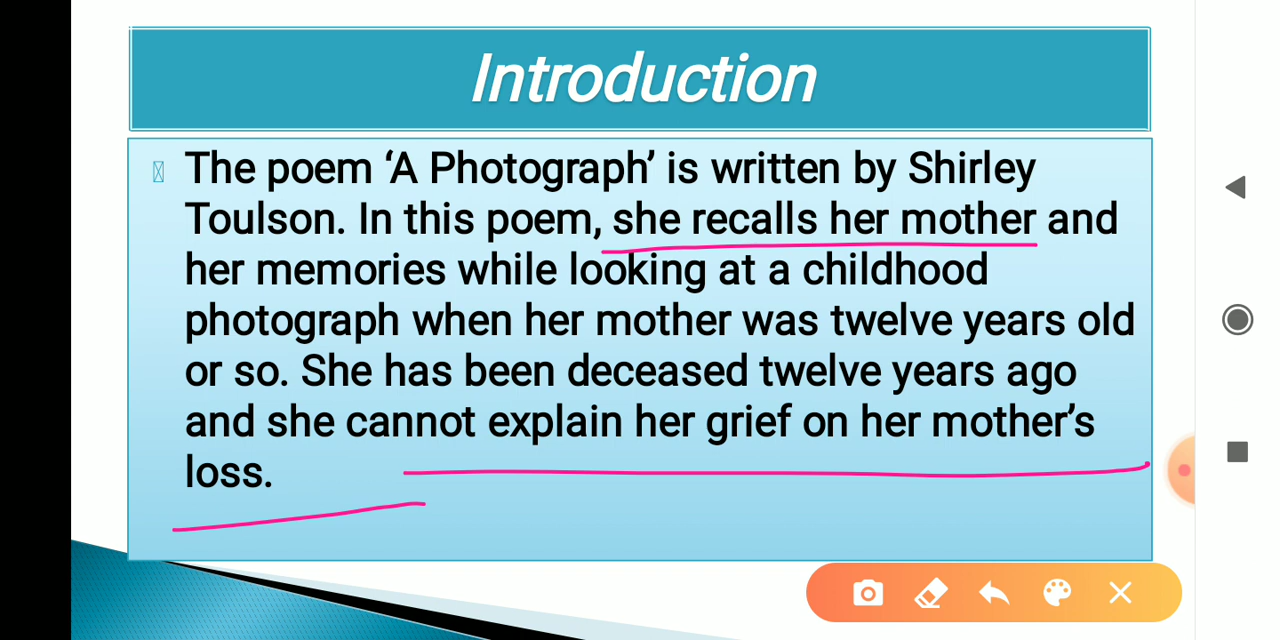 Introduction
The poem ‘A Photograph’ is written by Shirley
Toulson. In this poem, she recalls her mother and
her memories while looking at a childhood
photograph when her mother was twelve years old
or so. She has been deceased twelve years ago
and she cannot explain her grief on her mother’s
loss.